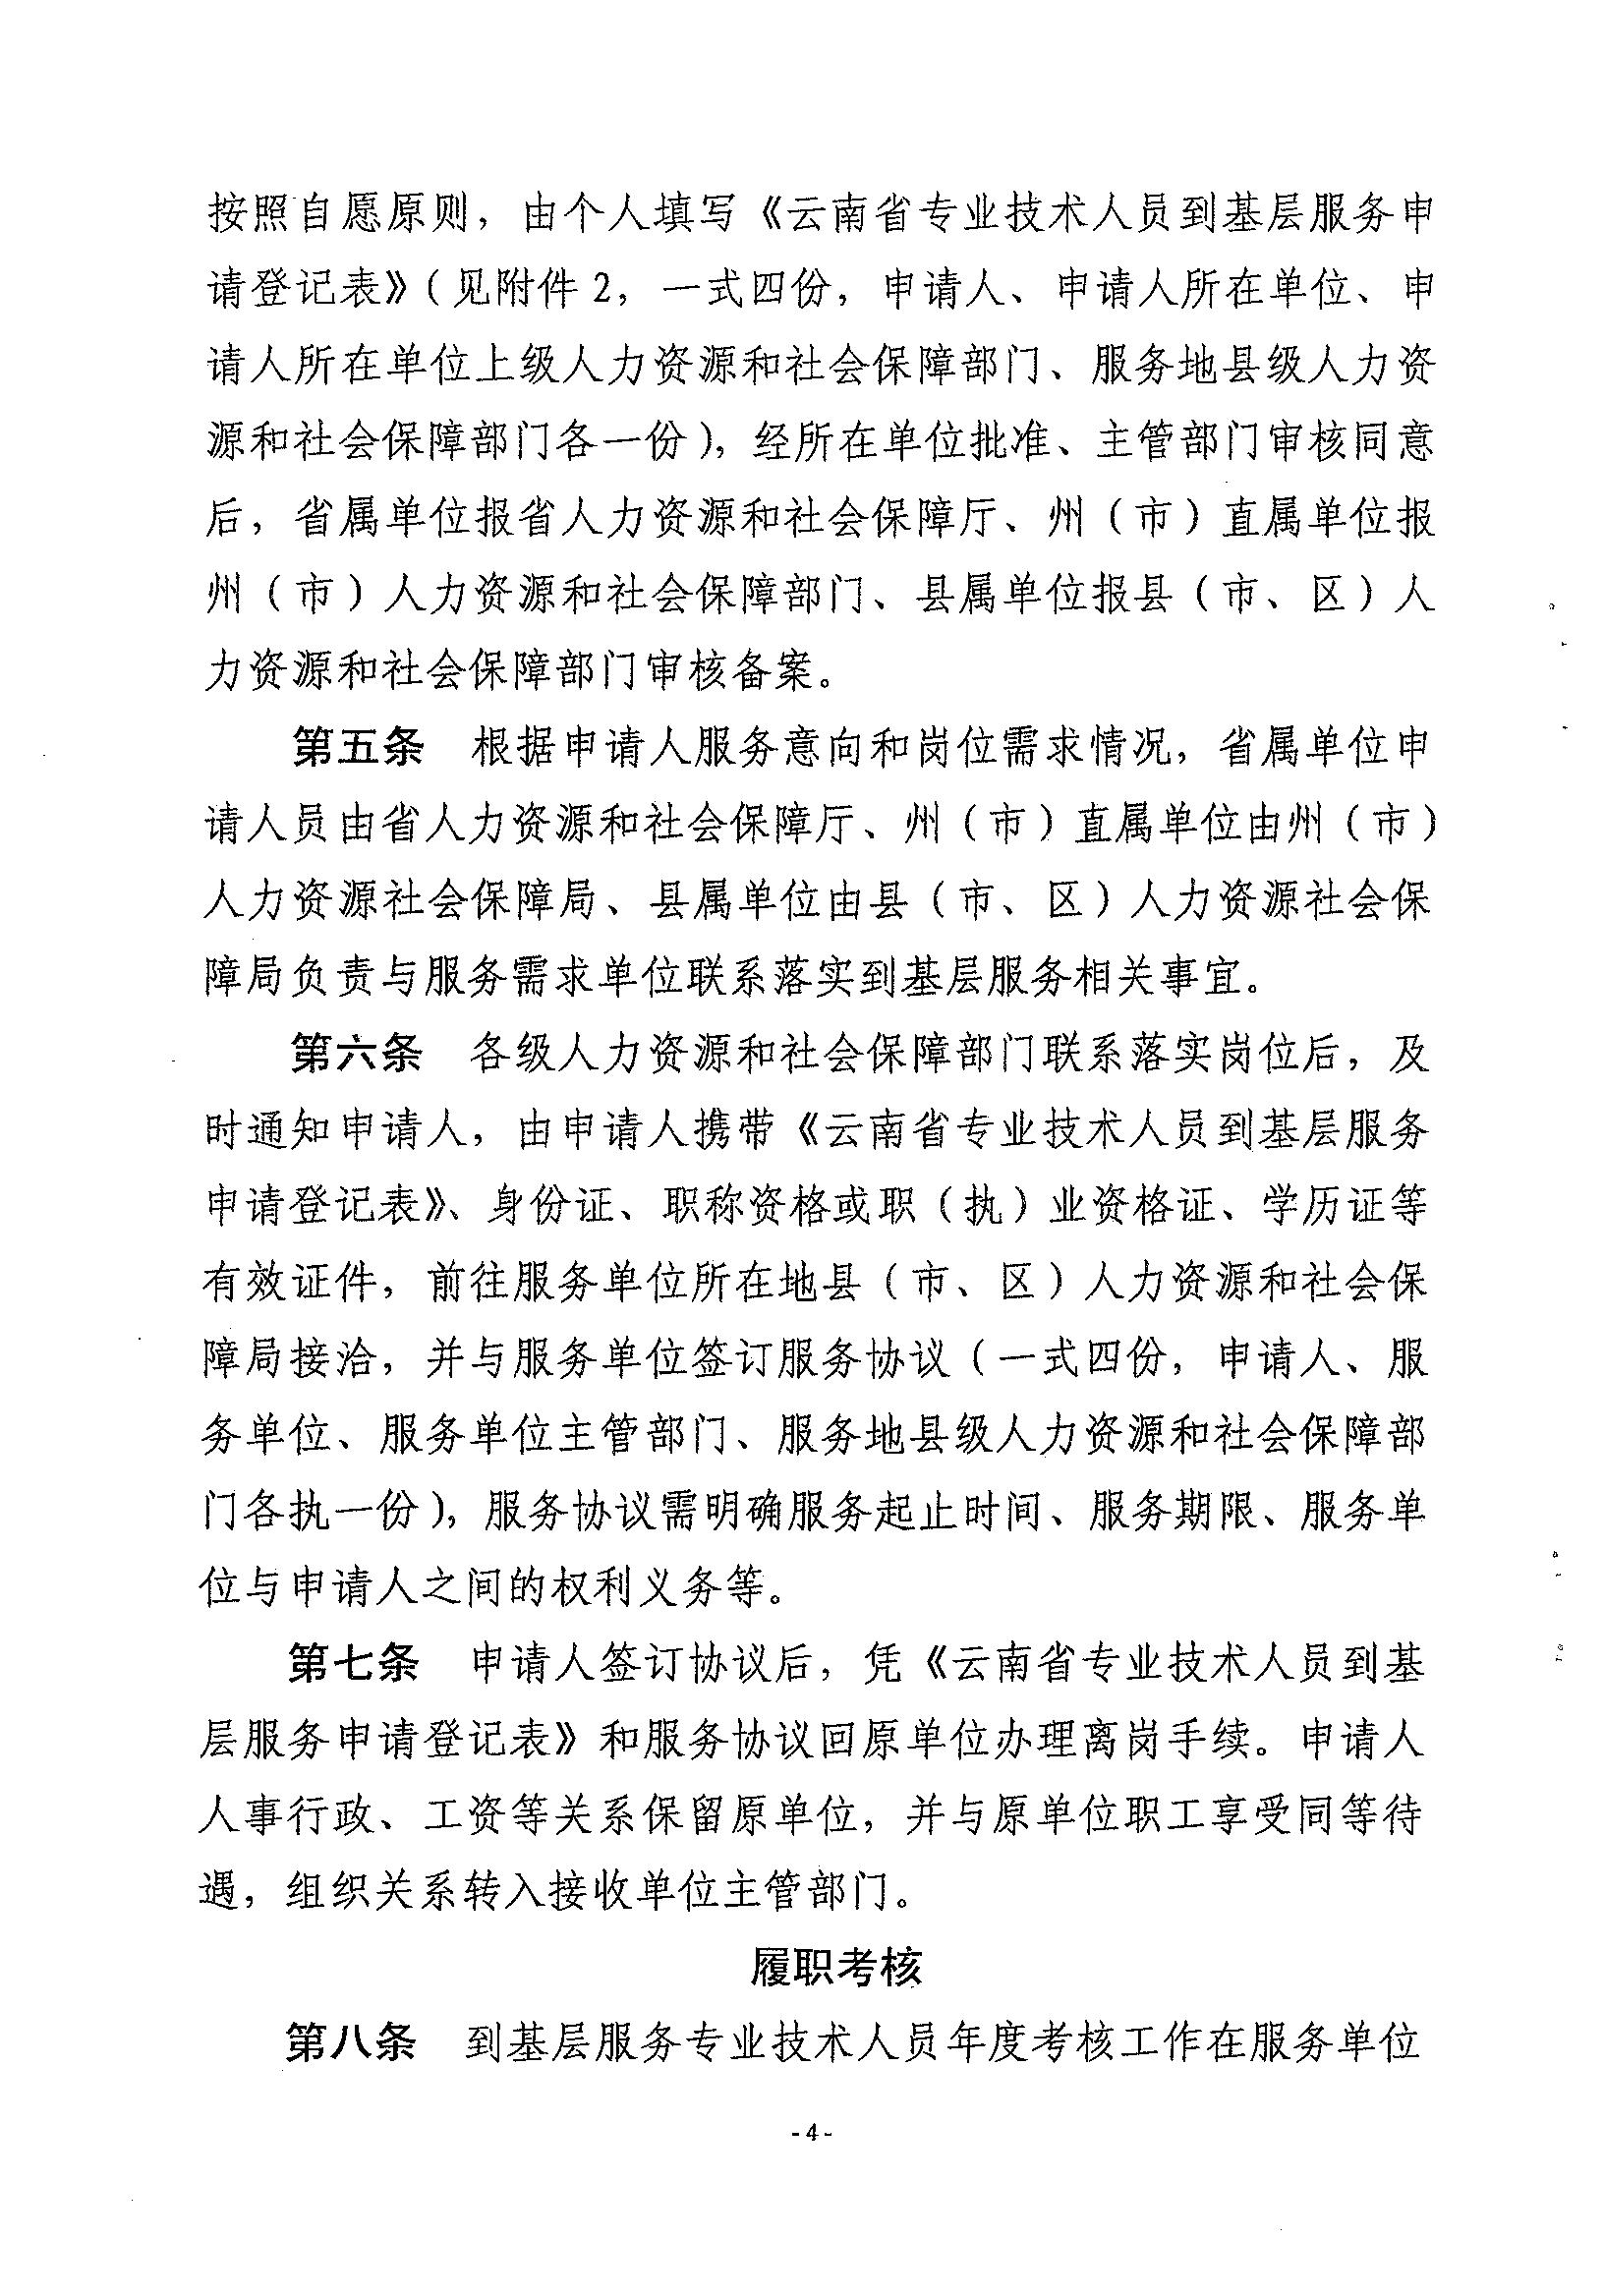 按照自愿原则，由个人填写《云南省专业技术人员到基层服务申
请登记表》（见附件2，一式四份，申请人、申请人所在单位、申
请人所在单位上级人力资源和社会保障部门、服务地县级人力资
源和社会保障部门各一份），经所在单位批准、主管部门审核同意
后，省属单位报省人力资源和社会保障厅、州（市）直属单位报
州（市）人力资源和社会保障部门、县属单位报县（市、区）人
力资源和社会保障部门审核备案。
第五条 根据申请人服务意向和岗位需求情况，省属单位申
请人员由省人力资源和社会保障厅、州（市）直属单位由州（市）
人力资源社会保障局、县属单位由县（市、区）人力资源社会保
障局负责与服务需求单位联系落实到基层服务相关事宜。
第六条 各级人力资源和社会保障部门联系落实岗位后，及
时通知申请人，由申请人携带《云南省专业技术人员到基层服务
申请登记表》、身份证、职称资格或职（执）业资格证、学历证等
有效证件，前往服务单位所在地县（市、区）人力资源和社会保
障局接洽，并与服务单位签订服务协议（一式四份，申请人、服
务单位、服务单位主管部门、服务地县级人力资源和社会保障部
门各执一份），服务协议需明确服务起止时间、服务期限、服务单
位与申请人之间的权利义务等。
第七条 申请人签订协议后，凭《云南省专业技术人员到基
层服务申请登记表》和服务协议回原单位办理离岗手续。申请人
人事行政、工资等关系保留原单位，并与原单位职工享受同等待
遇，组织关系转入接收单位主管部门。
履职考核
第八条 到基层服务专业技术人员年度考核工作在服务单位
-4-